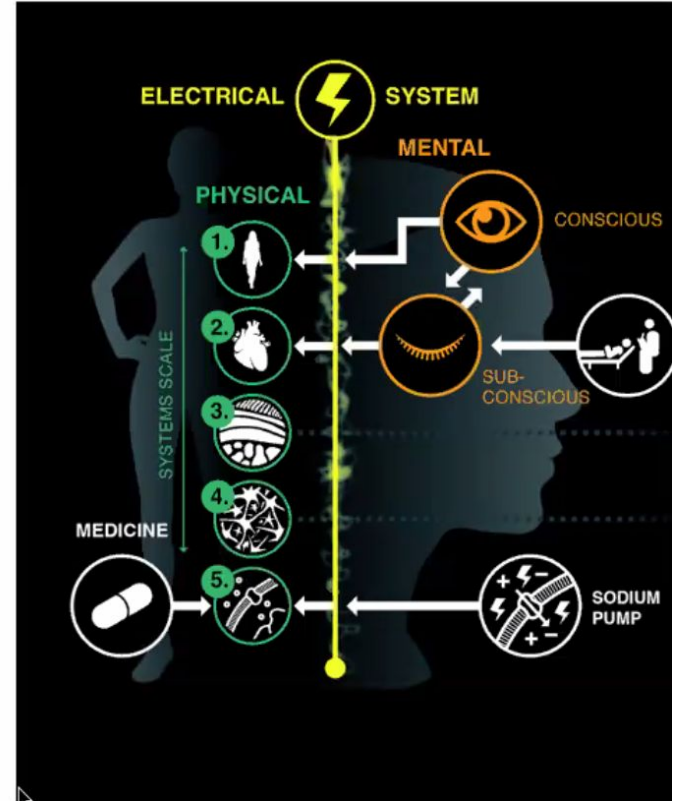 ELECTRICAL SYSTEM
MENTAL
PHYSICAL
CONSCIOUS
1.
2.
SUB-
CONSCIOUS
SYSTEMS SCALE
3.
4.
MEDICINE
5.
SODIUM
PUMP